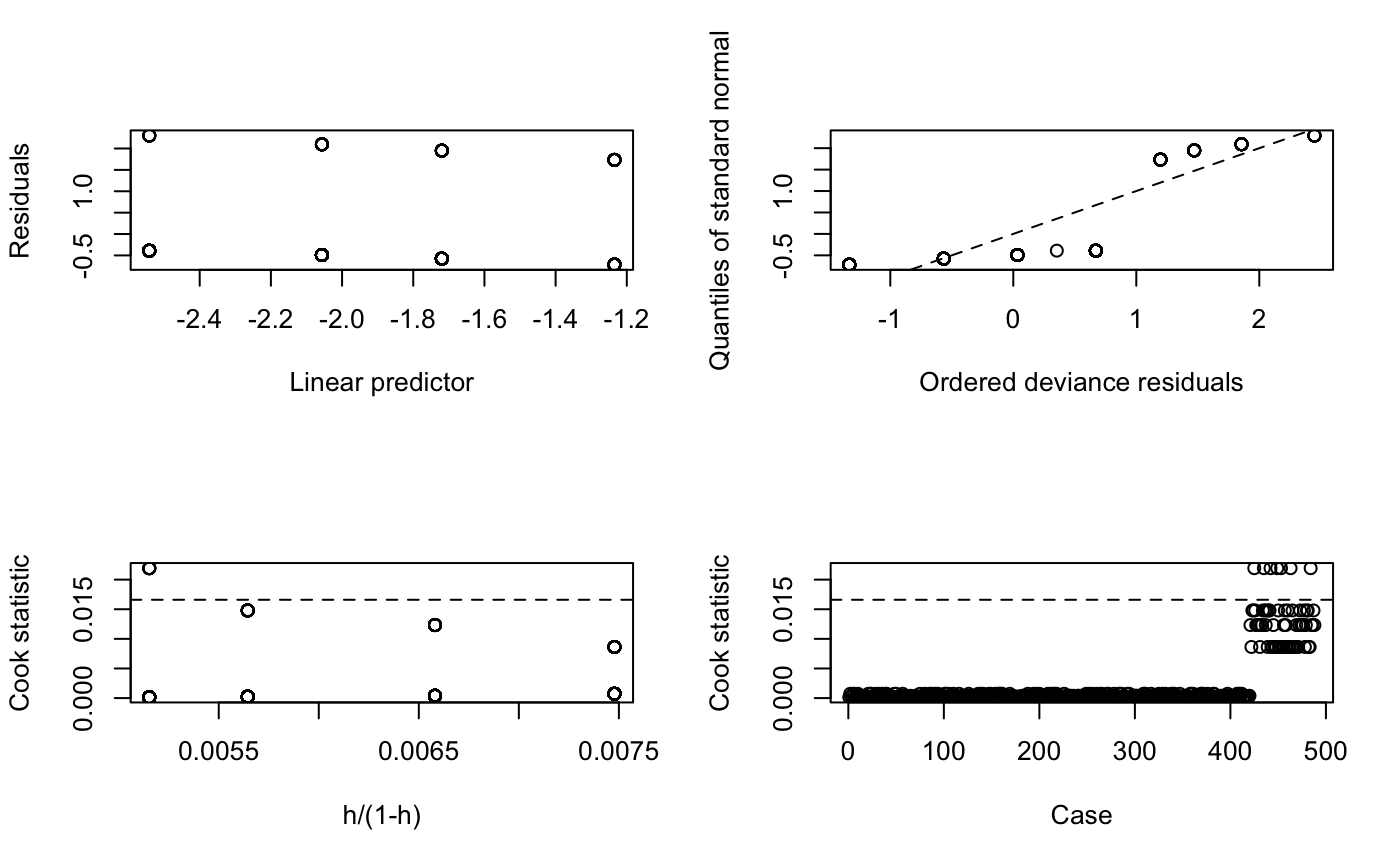 Residuals
1.0
-0.5
-2.4 -2.2 -2.0 -1.8 -1.6 -1.4 -1.2
Linear predictor
Quantiles of standard normal
1.0
-0.5
-1 0 1 2
Ordered deviance residuals
Cook statistic
0.015
0.000
0.0055 0.0065 0.0075
h/(1-h)
Cook statistic
0.015
0.000
0 100 200 300 400 500
Case